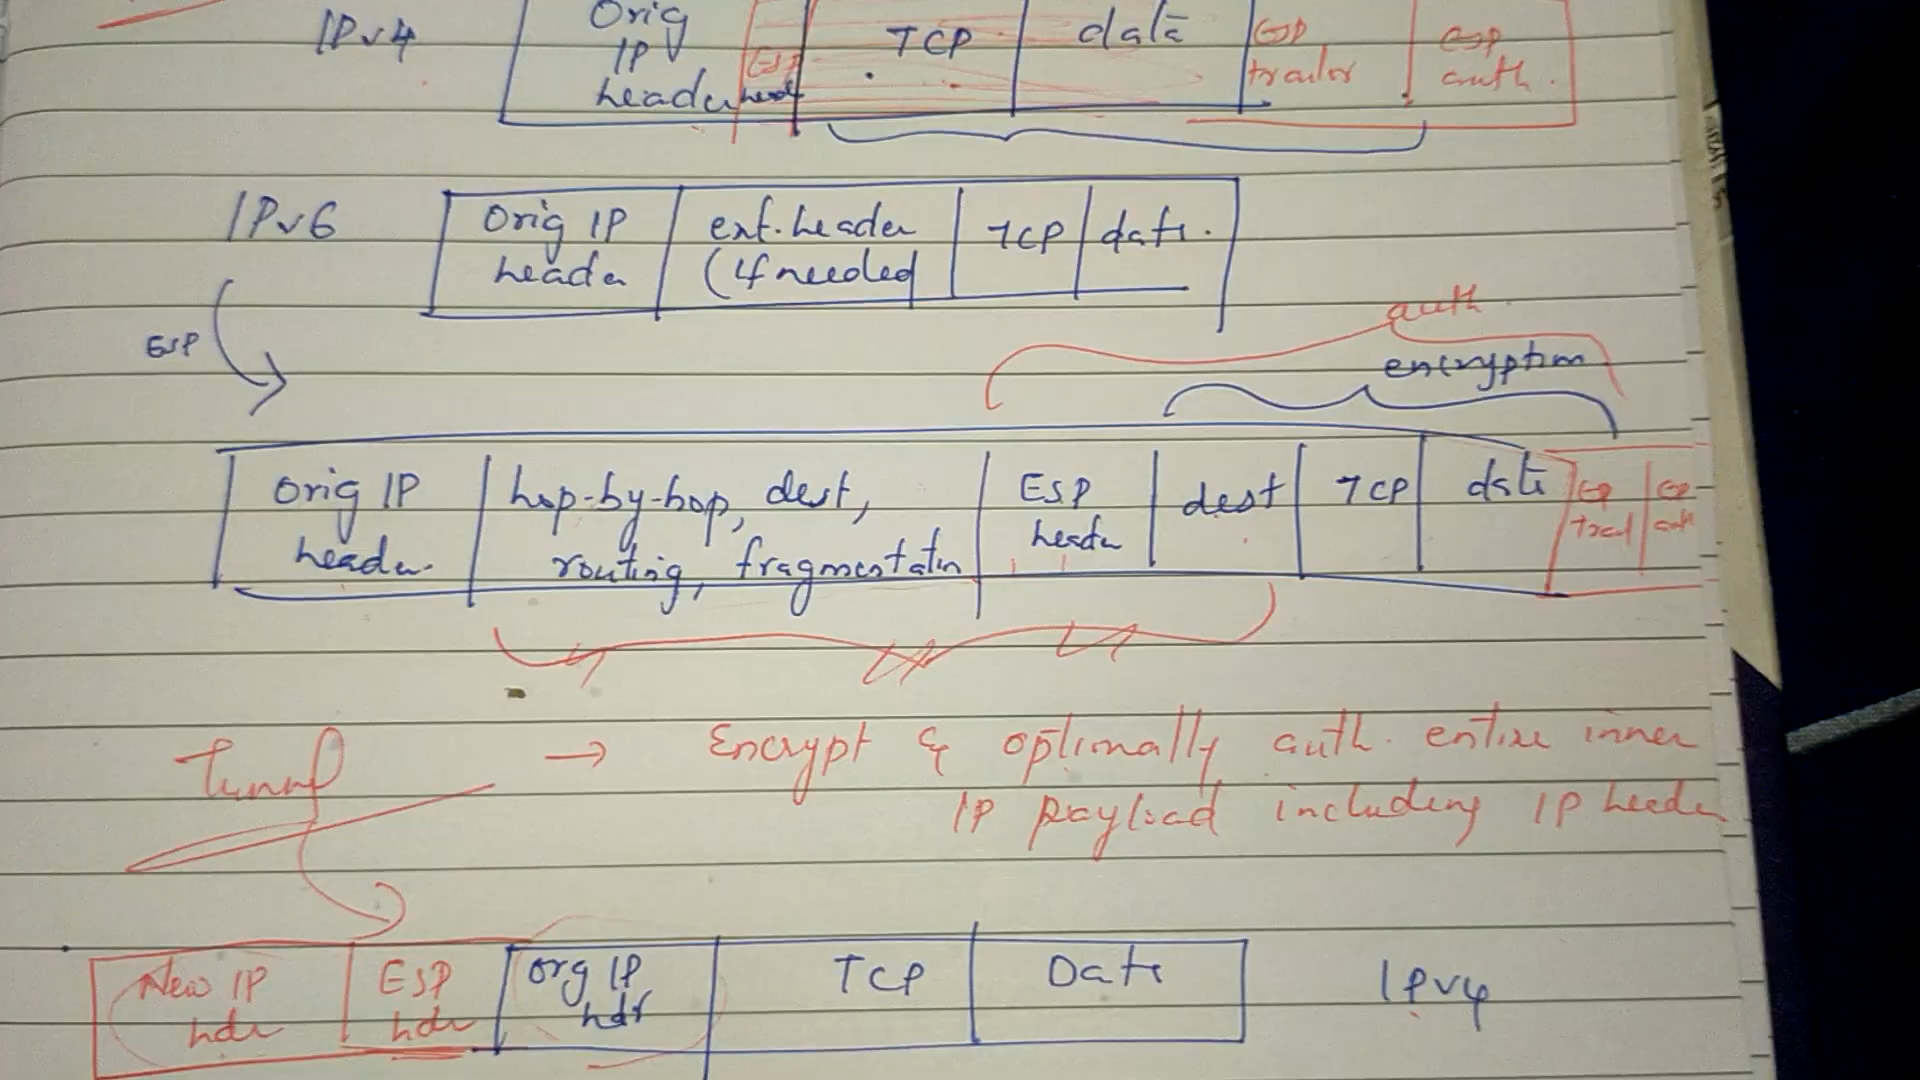 IPv4
Orig
IP
header
ESP
head
TCP
data
ESP
trailor
esp
auth.
IPv6
Orig IP
header
ext. header
(if needed
TCP
data.
ESP
auth
encryption
Orig IP
header
hop-by-hop, dest,
routing, fragmentation
ESP
header
dest
TCP
data
Tunnel → Encrypt & optionally auth. entire inner
IP payload including IP header
New IP
hdr
ESP
hdr
Org IP
hdr
TCP
Data
IPv4